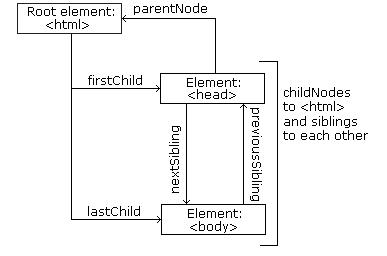 Root element:
<html>
parentNode
firstChild
Element:
<head>
nextSibling
previousSibling
lastChild
Element:
<body>
childNodes
to <html>
and siblings
to each other